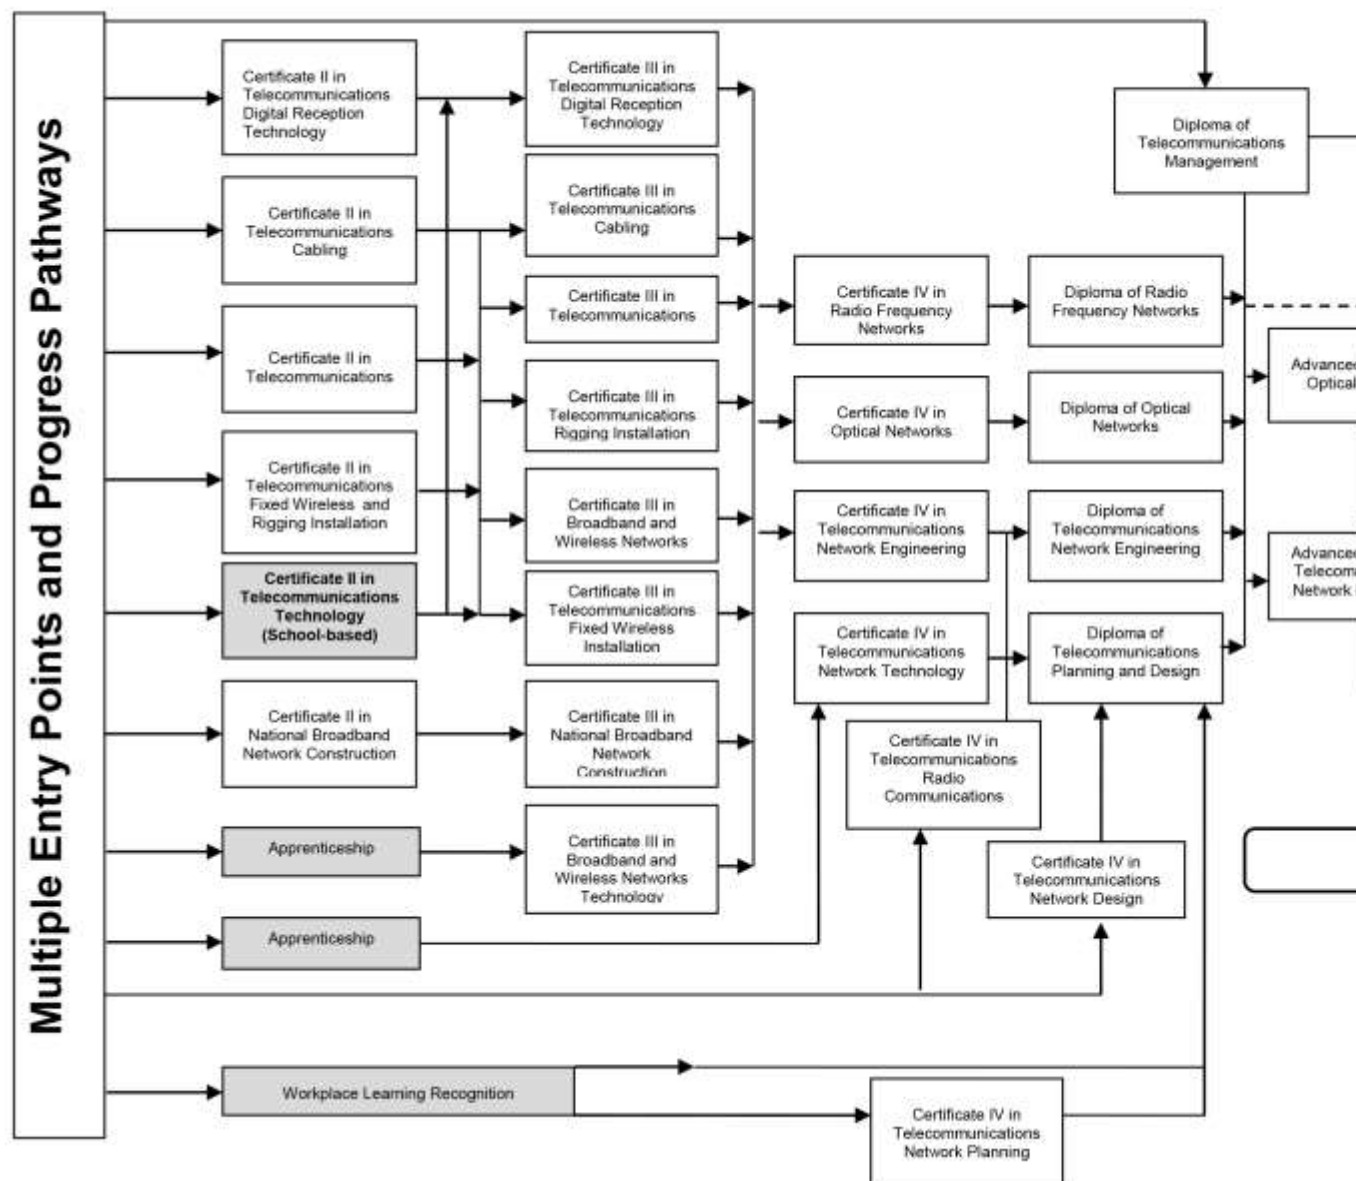 Multiple Entry Points and Progress Pathways
Certificate II in
Telecommunications
Digital Reception
Technology
Certificate II in
Telecommunications
Cabling
Certificate II in
Telecommunications
Certificate II in
Telecommunications
Fixed Wireless and
Rigging Installation
Certificate II in
Telecommunications
Technology
(School-based)
Certificate II in
National Broadband
Network Construction
Apprenticeship
Apprenticeship
Workplace Learning Recognition
Certificate III in
Telecommunications
Digital Reception
Technology
Certificate III in
Telecommunications
Cabling
Certificate III in
Telecommunications
Certificate III in
Telecommunications
Rigging Installation
Certificate III in
Broadband and
Wireless Networks
Certificate III in
Telecommunications
Fixed Wireless
Installation
Certificate III in
National Broadband
Network
Construction
Certificate III in
Broadband and
Wireless Networks
Technology
Certificate IV in
Radio Frequency
Networks
Certificate IV in
Optical Networks
Certificate IV in
Telecommunications
Network Engineering
Certificate IV in
Telecommunications
Network Technology
Certificate IV in
Telecommunications
Radio
Communications
Certificate IV in
Telecommunications
Network Design
Certificate IV in
Telecommunications
Network Planning
Diploma of
Telecommunications
Management
Diploma of Radio
Frequency Networks
Diploma of Optical
Networks
Diploma of
Telecommunications
Network Engineering
Diploma of
Telecommunications
Planning and Design
Advanced
Optical
Advanced
Telecom
Network